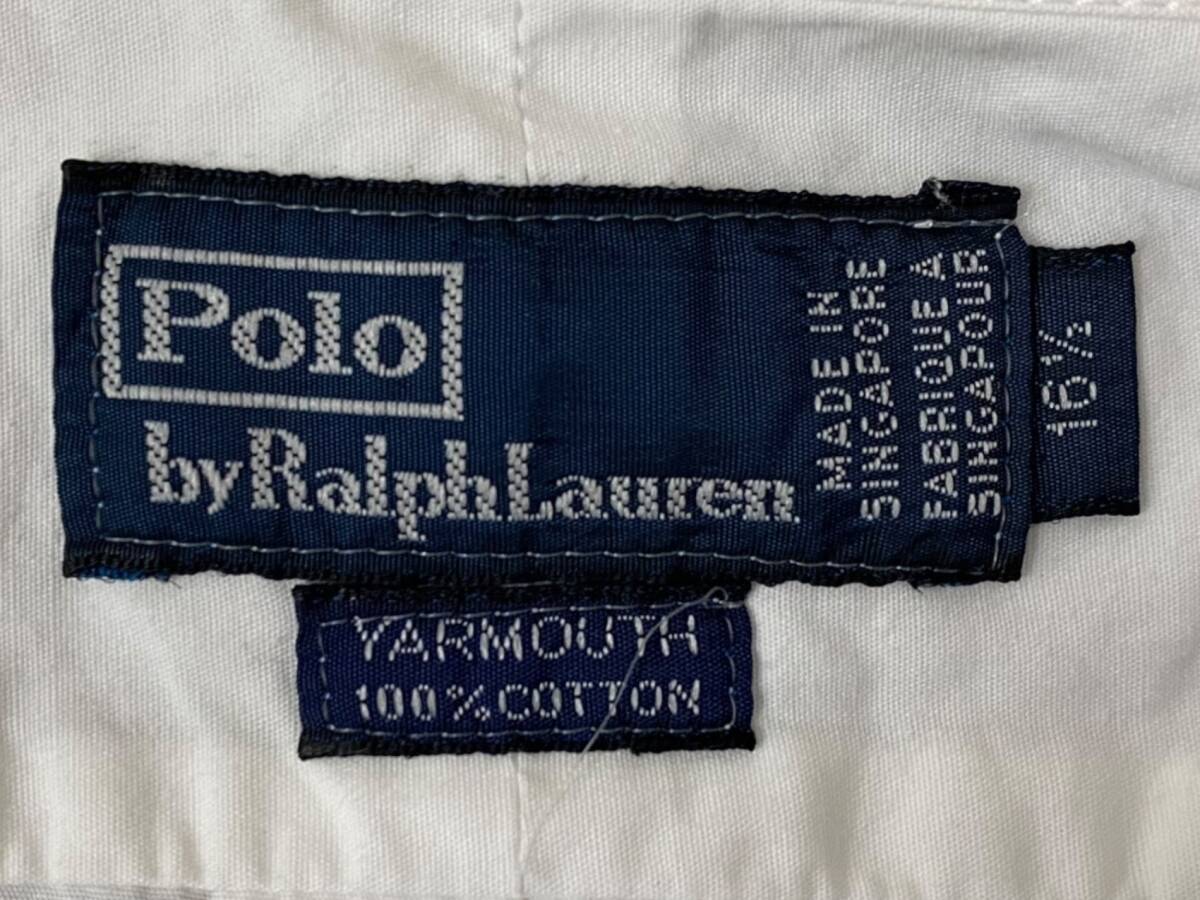 Polo
by Ralph Lauren
MADE IN
SINGAPORE
FABRIQUE A
SINGAPOUR
16½
YARMOUTH
100% COTTON